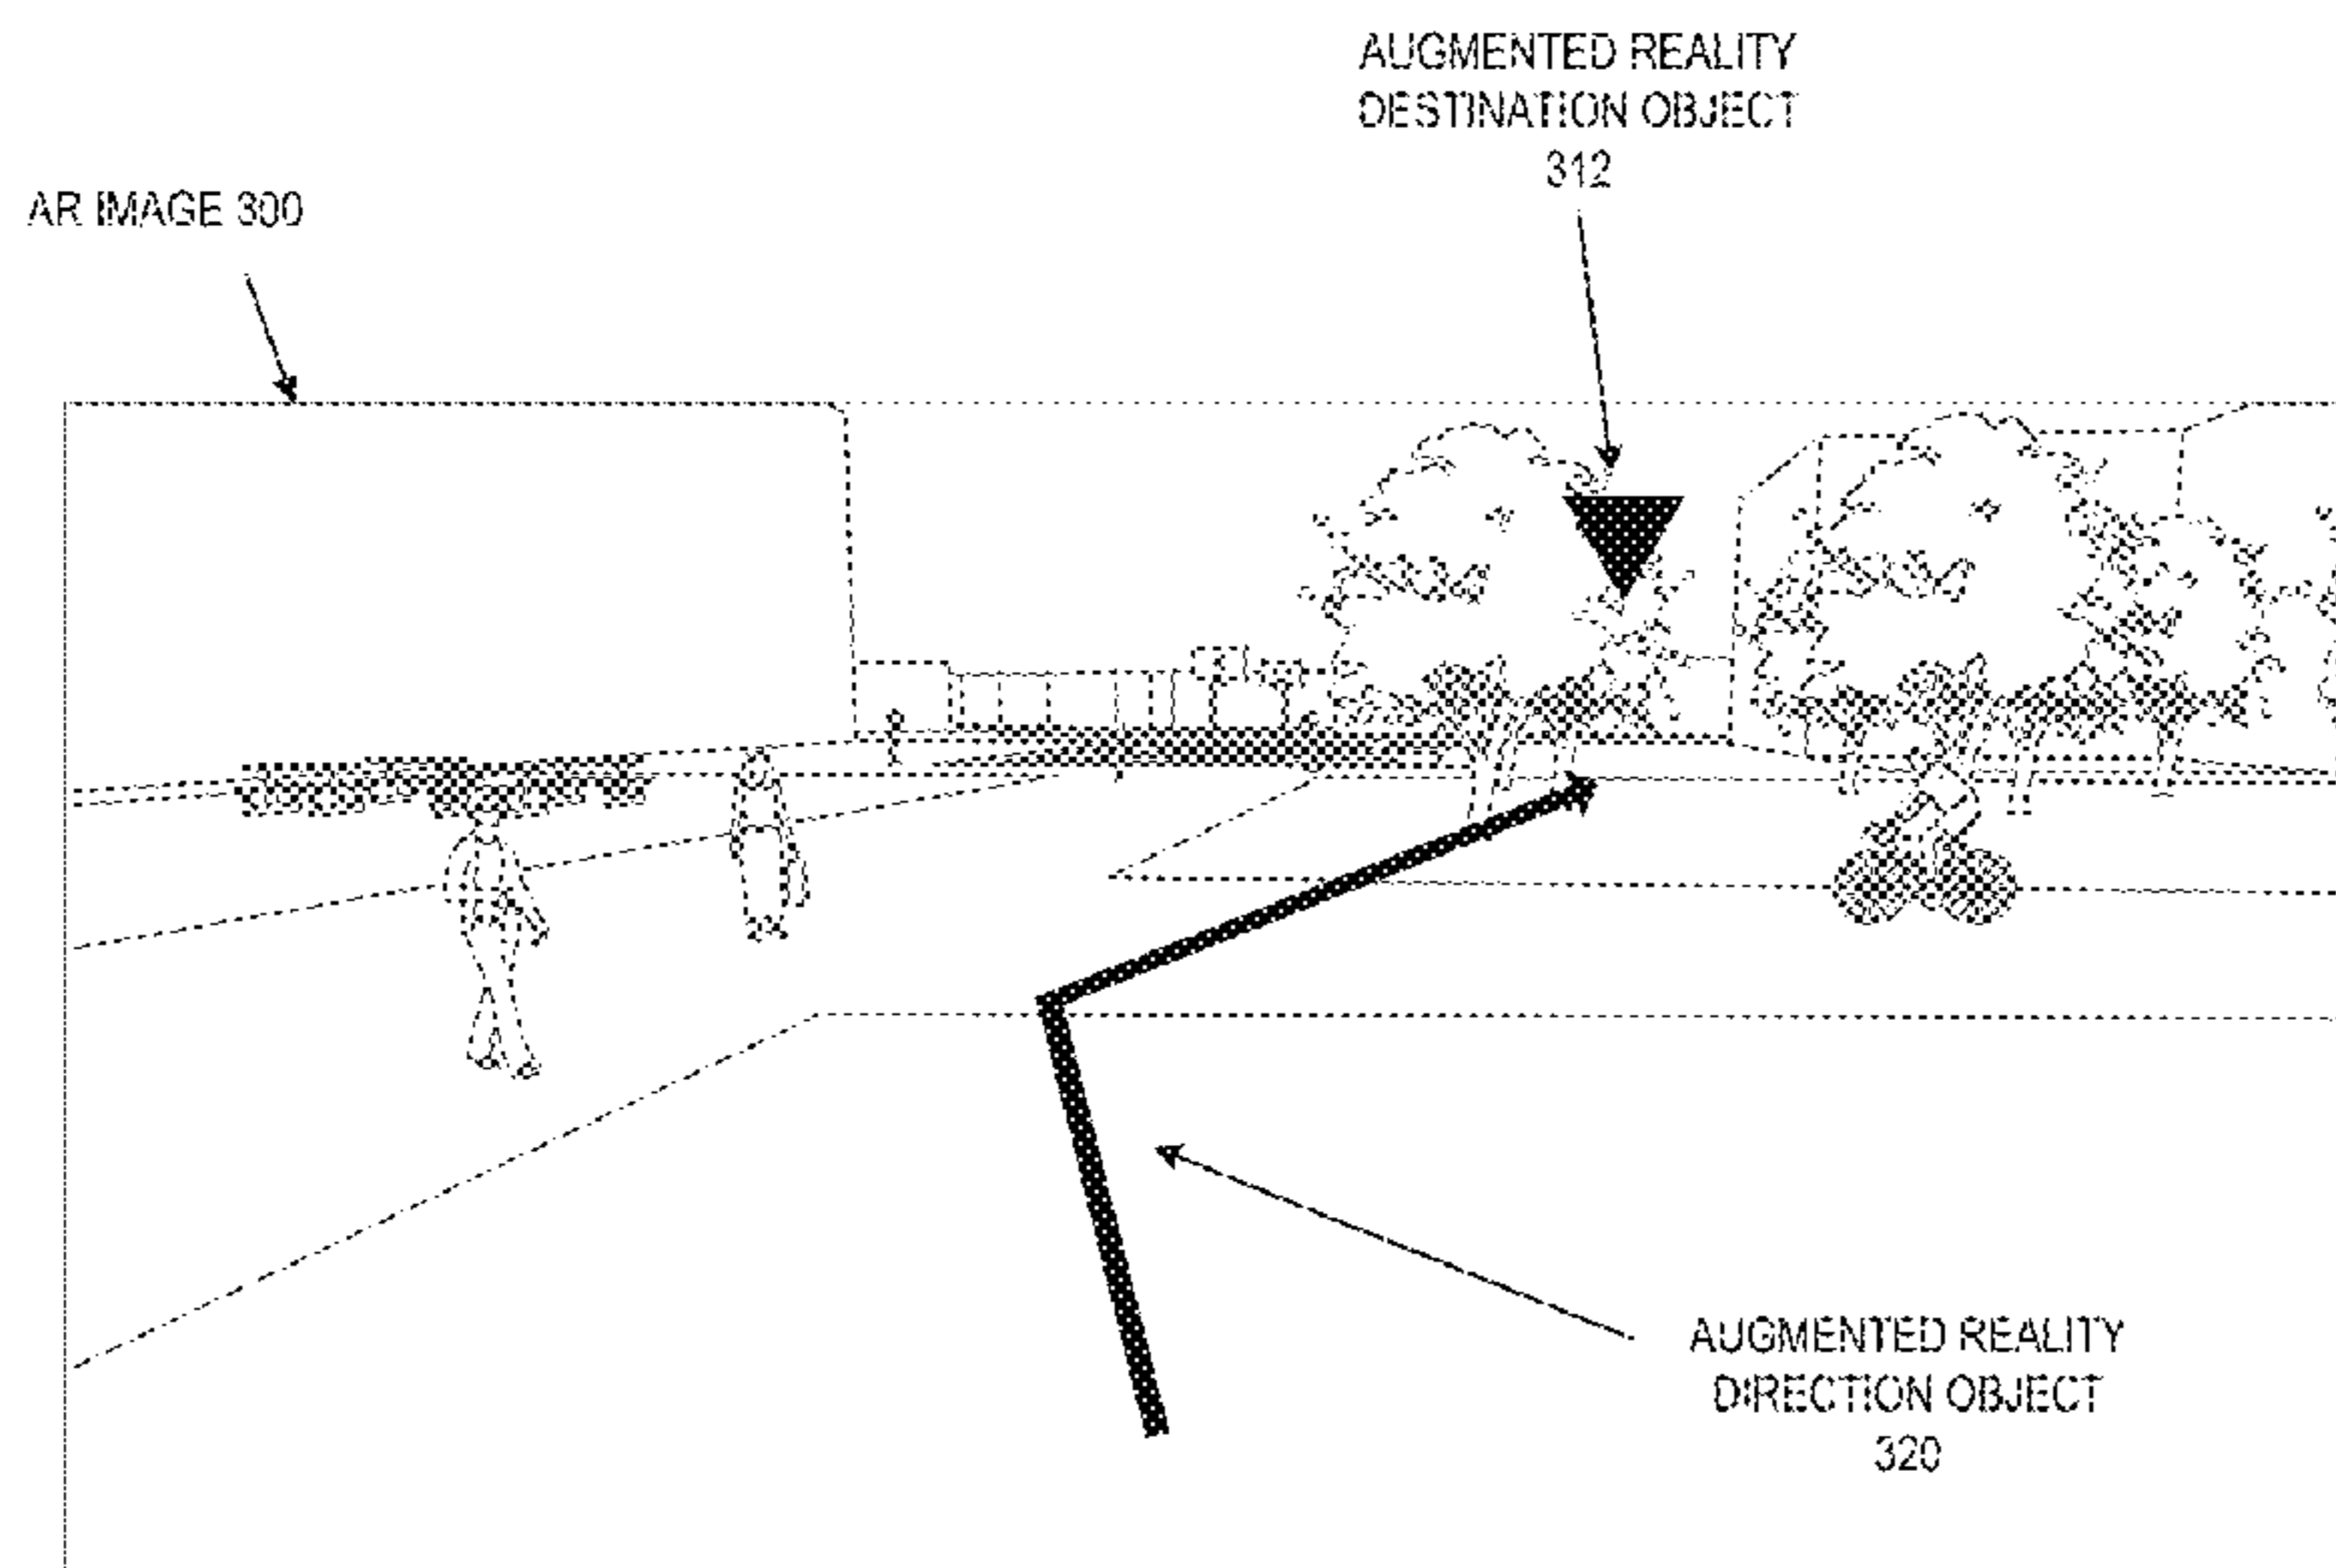 AUGMENTED REALITY
DESTINATION OBJECT
312
AR IMAGE 300
AUGMENTED REALITY
DIRECTION OBJECT
320